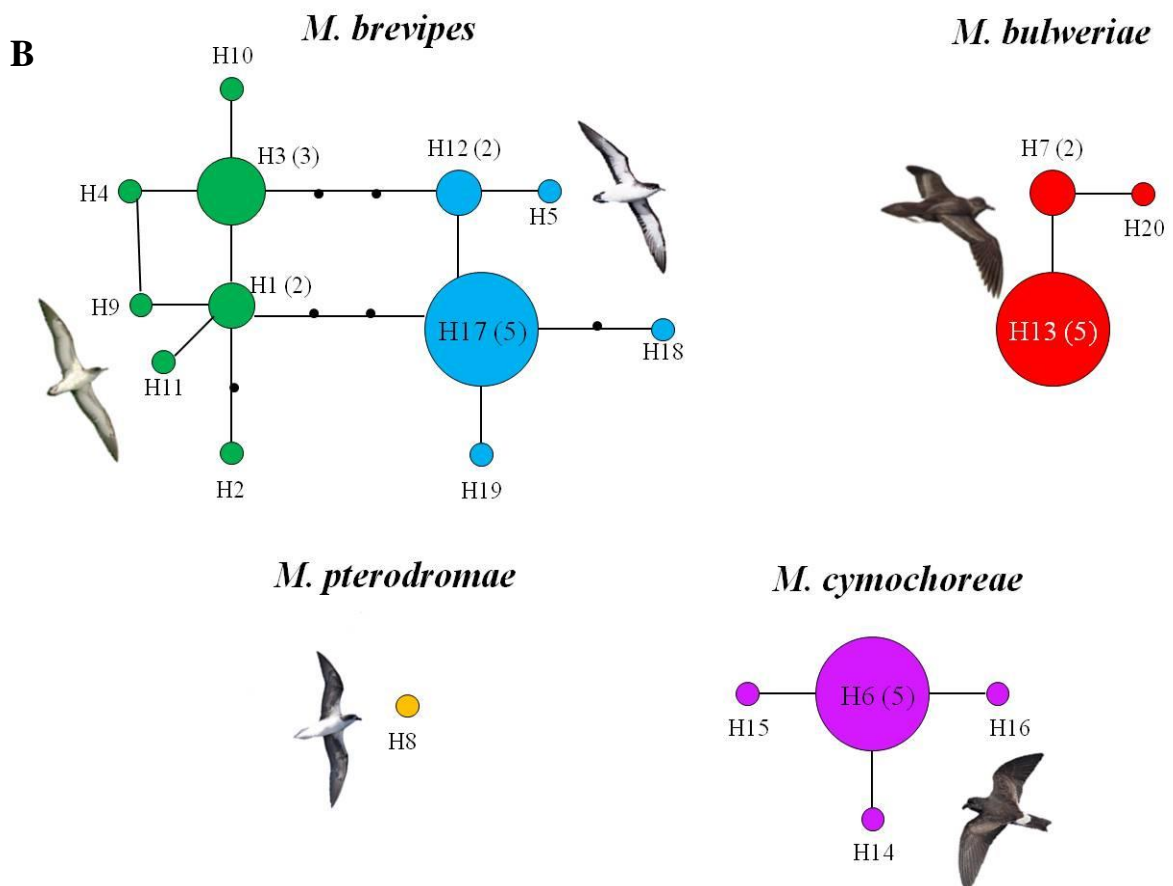 B
M. brevipes
M. bulweriae
H10
H3 (3)
H12 (2)
H7 (2)
H4
H5
H20
H1 (2)
H9
H17 (5)
H13 (5)
H18
H11
H2
H19
M. pterodromae
M. cymochoreae
H6 (5)
H15
H16
H8
H14